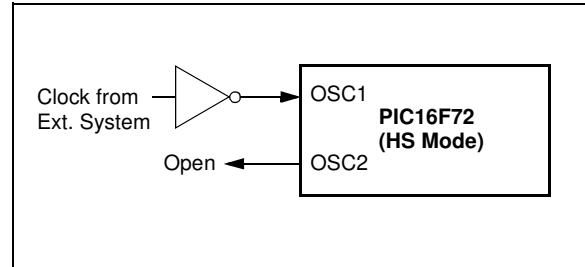 Clock from
Ext. System
OSC1
PIC16F72
(HS Mode)
Open
OSC2